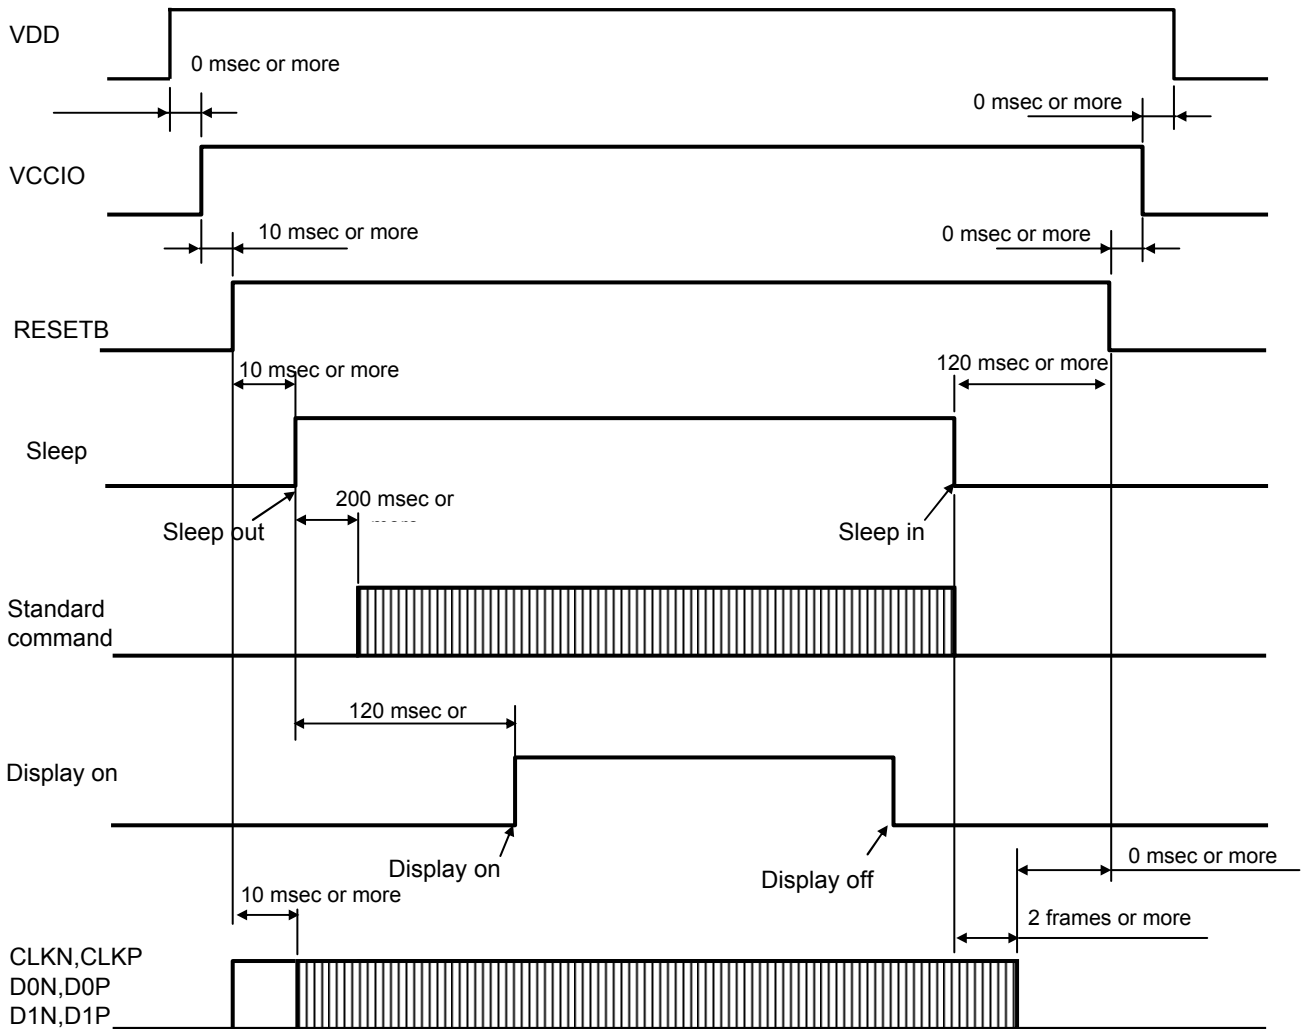 VDD
0 msec or more
0 msec or more
VCCIO
10 msec or more
0 msec or more
RESETB
10 msec or more
120 msec or more
Sleep
200 msec or
Sleep out
Sleep in
Standard
command
120 msec or
Display on
Display on
Display off
0 msec or more
10 msec or more
2 frames or more
CLKN,CLKP
D0N,D0P
D1N,D1P